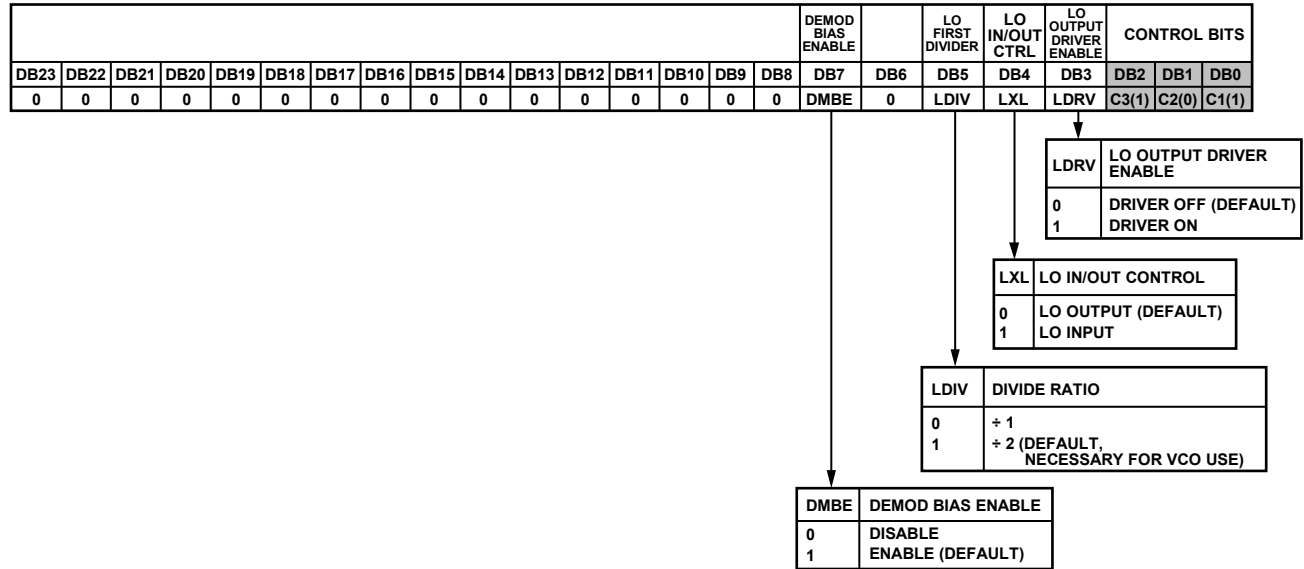 DEMOD BIAS ENABLE LO FIRST DIVIDER LO IN/OUT CTRL LO OUTPUT DRIVER ENABLE CONTROL BITS
DB23 DB22 DB21 DB20 DB19 DB18 DB17 DB16 DB15 DB14 DB13 DB12 DB11 DB10 DB9 DB8 DB7 DB6 DB5 DB4 DB3 DB2 DB1 DB0
0 0 0 0 0 0 0 0 0 0 0 0 0 0 0 0 DMBE 0 LDIV LXL LDRV C3(1) C2(0) C1(1)
LDRV LO OUTPUT DRIVER ENABLE
0 DRIVER OFF (DEFAULT)
1 DRIVER ON
LXL LO IN/OUT CONTROL
0 LO OUTPUT (DEFAULT)
1 LO INPUT
LDIV DIVIDE RATIO
0 ÷ 1
1 ÷ 2 (DEFAULT,
NECESSARY FOR VCO USE)
DMBE DEMOD BIAS ENABLE
0 DISABLE
1 ENABLE (DEFAULT)